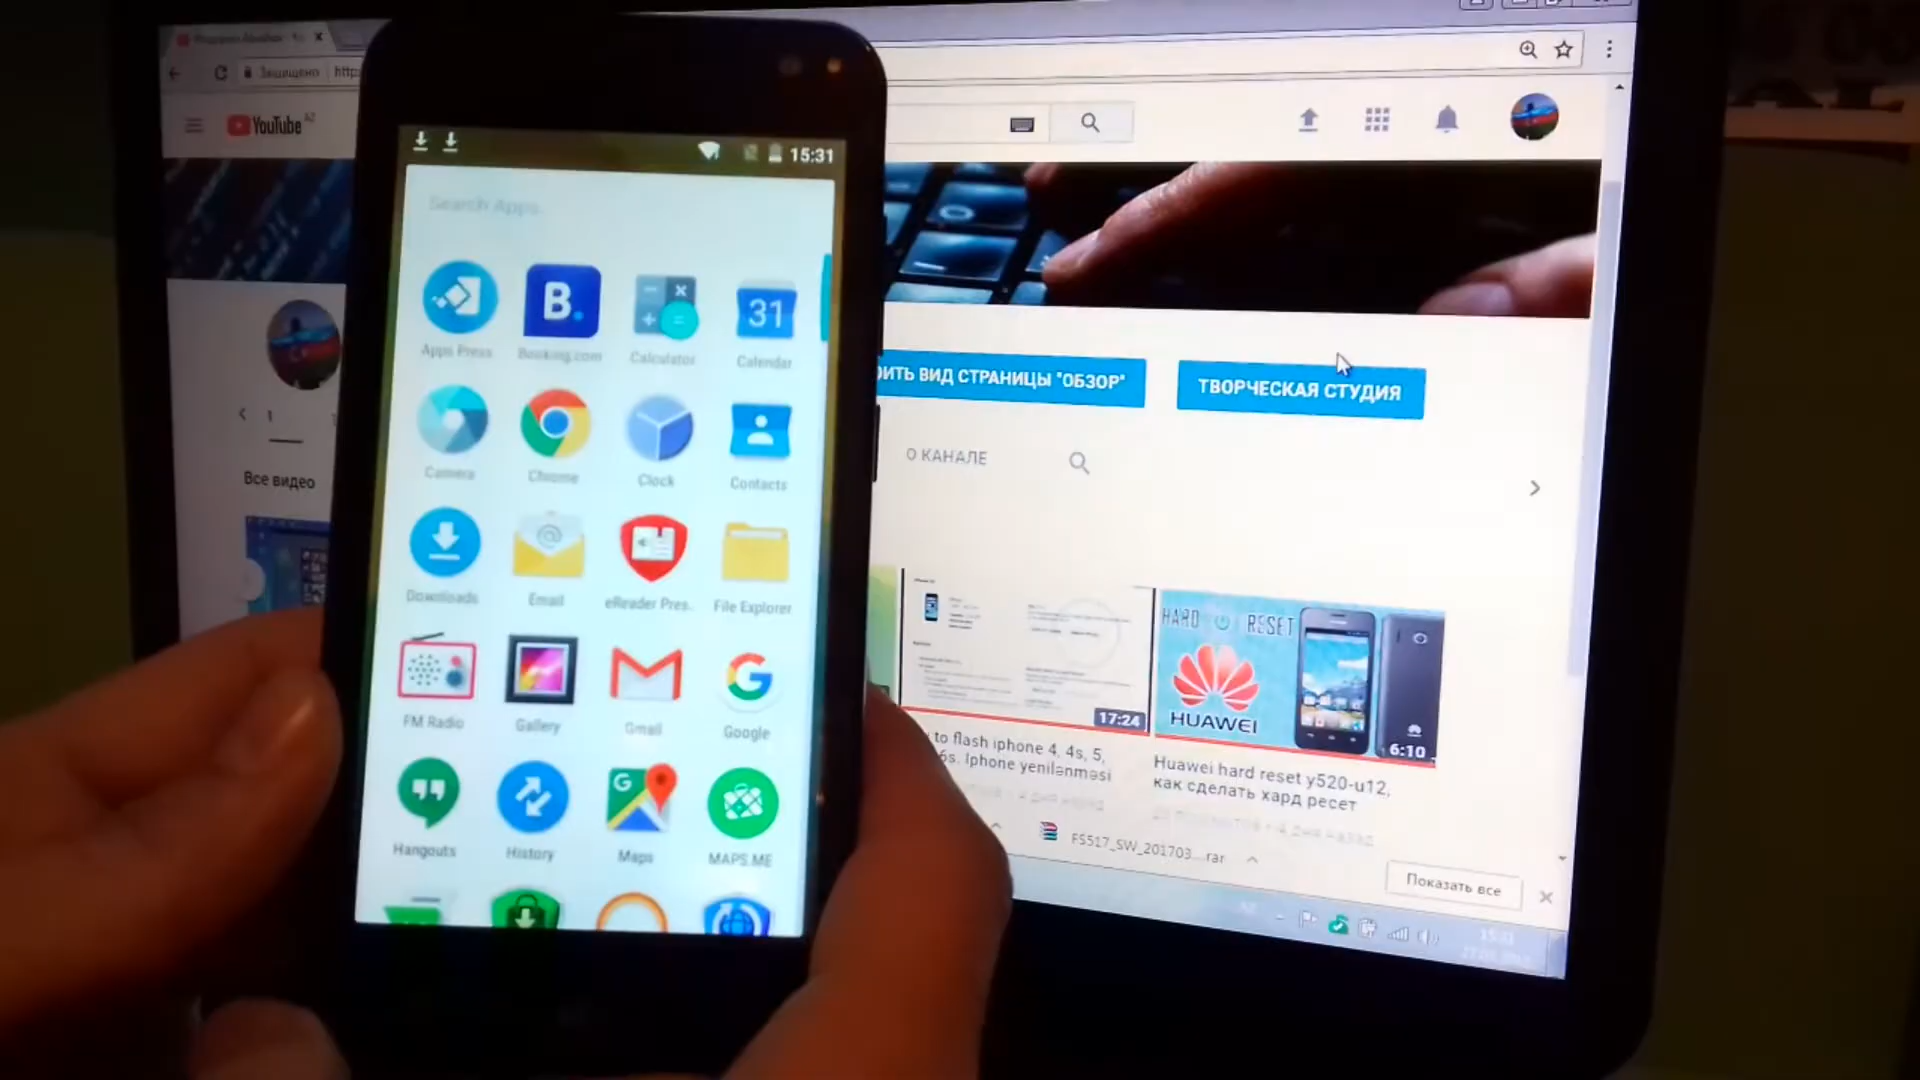 Защищено
YouTube AZ
Все видео
15:31
Search Apps
Apps Press
Booking.com
Calculator
31
Calendar
Camera
Chrome
Clock
Contacts
Downloads
Email
eReader Pres.
File Explorer
FM Radio
Gallery
Gmail
Google
Hangouts
History
Maps
MAPS.ME
ВИД СТРАНИЦЫ "ОБЗОР"
ТВОРЧЕСКАЯ СТУДИЯ
О КАНАЛЕ
17:24
to flash iphone 4, 4s, 5,
6s. Iphone yenilənməsi
HARD RESET
HUAWEI
6:10
Huawei hard reset y520-u12,
как сделать хард ресет
FS517_SW_201703...rar
Показать все